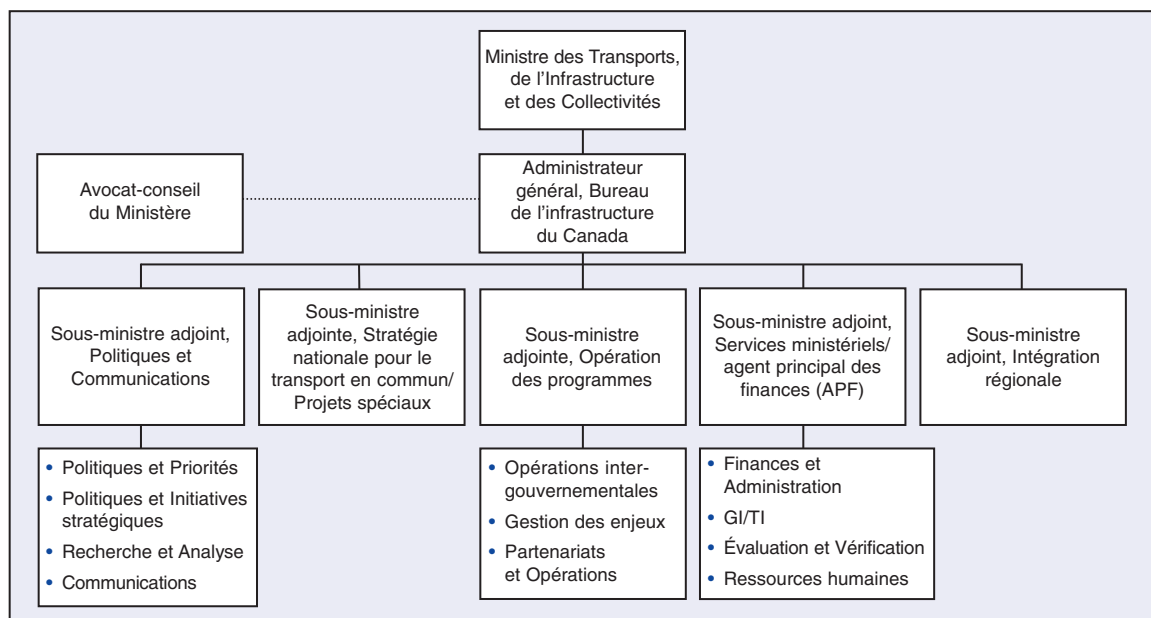 Ministre des Transports,
de l'Infrastructure
et des Collectivités
Avocat-conseil
du Ministère
Administrateur
général, Bureau
de l'infrastructure
du Canada
Sous-ministre adjoint,
Politiques et
Communications
Sous-ministre
adjointe, Stratégie
nationale pour le
transport en commun/
Projets spéciaux
Sous-ministre
adjointe, Opération
des programmes
Sous-ministre adjoint,
Services ministériels/
agent principal des
finances (APF)
Sous-ministre
adjoint, Intégration
régionale
• Politiques et Priorités
• Politiques et Initiatives
stratégiques
• Recherche et Analyse
• Communications
• Opérations inter-
gouvernementales
• Gestion des enjeux
• Partenariats
et Opérations
• Finances et
Administration
• GI/TI
• Évaluation et Vérification
• Ressources humaines